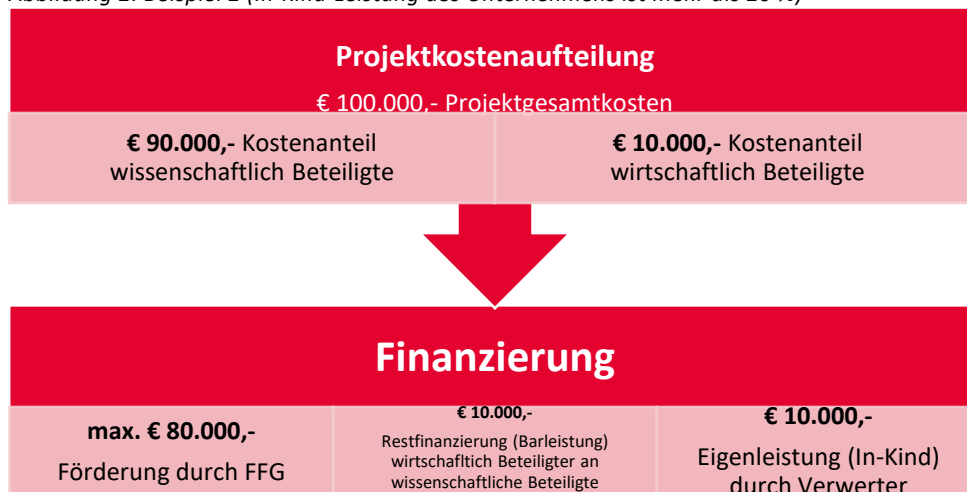 Projektkostenaufteilung
€ 100.000,- Projektgesamtkosten
€ 90.000,- Kostenanteil
wissenschaftlich Beteiligte
€ 10.000,- Kostenanteil
wirtschaftlich Beteiligte
Finanzierung
max. € 80.000,-
Förderung durch FFG
€ 10.000,-
Restfinanzierung (Barleistung)
wirtschafltich Beteiligter an
wissenschaftliche Beteiligte
€ 10.000,-
Eigenleistung (In-Kind)
durch Verwerter